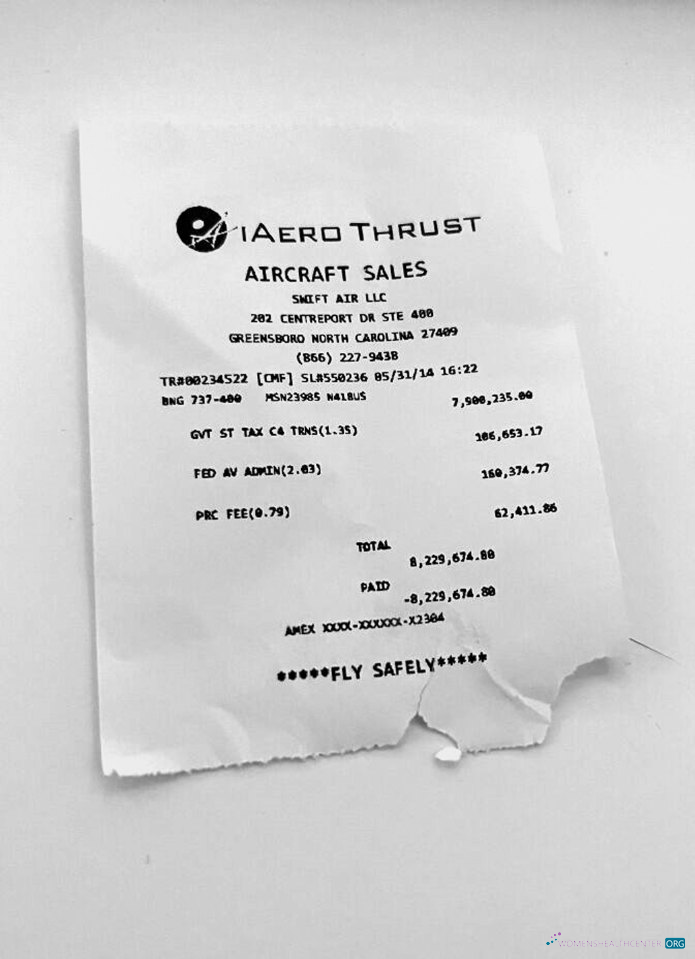 iAero Thrust
AIRCRAFT SALES
SWIFT AIR LLC
202 CENTREPORT DR STE 400
GREENSBORO NORTH CAROLINA 27409
(866) 227-9438
TR#00234522 [CMF] SL#550236 05/31/14 16:22
BNG 737-400 MSN23985 N418US 7,900,235.00
GVT ST TAX C4 TRNS(1.35) 106,653.17
FED AV ADMIN(2.03) 160,374.77
PRC FEE(0.79) 62,411.86
TOTAL
8,229,674.80
PAID
-8,229,674.80
AMEX XXXX-XXXXXX-X2304
*****FLY SAFELY*****
WOMENSHEALTHCENTER.ORG